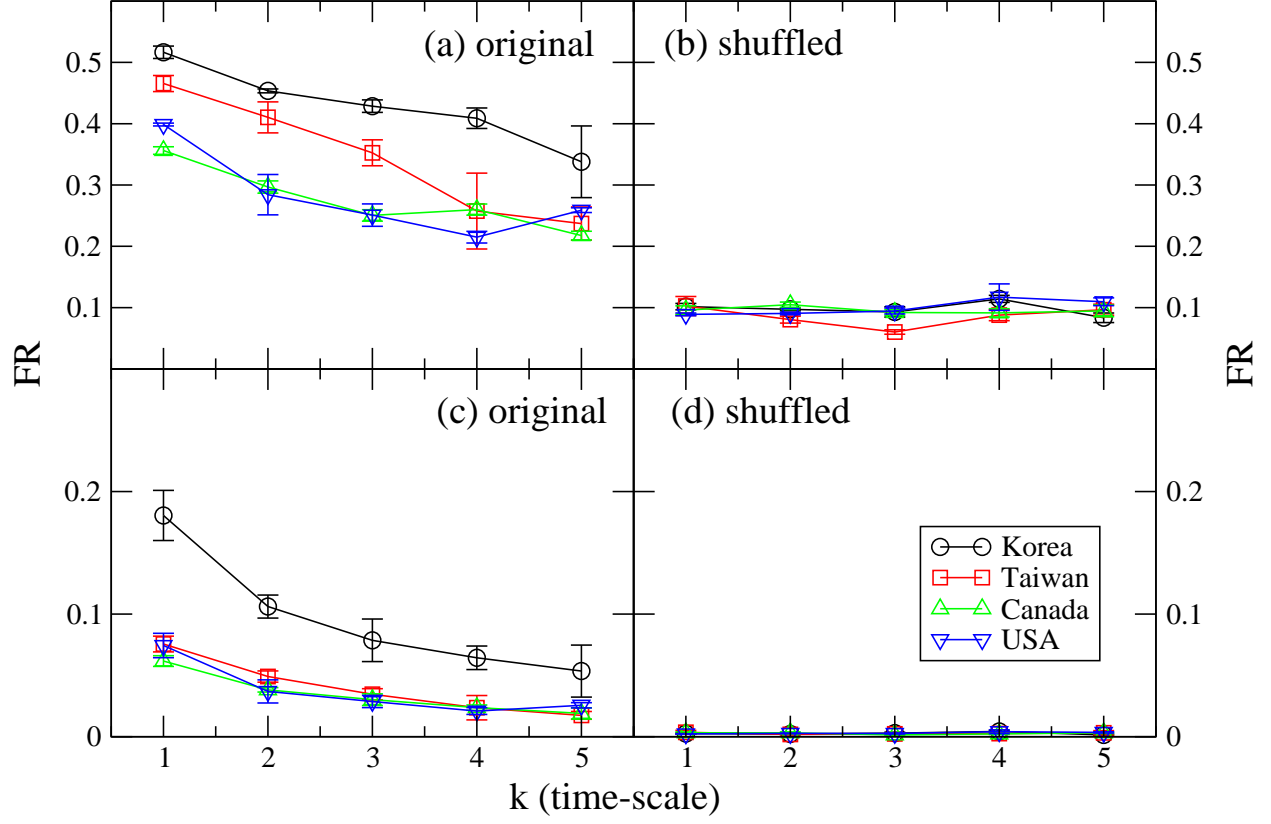 (a) original
(b) shuffled
0.5
0.4
0.3
0.2
0.1
0.5
0.4
0.3
0.2
0.1
FR
FR
(c) original
(d) shuffled
0.2
0.1
0
0.2
0.1
0
Korea
Taiwan
Canada
USA
1 2 3 4 5
1 2 3 4 5
k (time-scale)